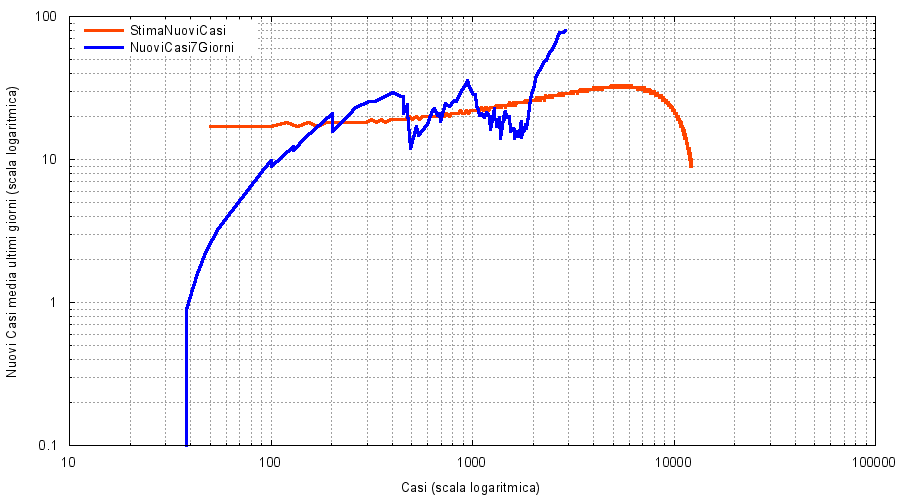 StimaNuoviCasi
NuoviCasi7Giorni
Nuovi Casi media ultimi giorni (scala logaritmica)
100
10
1
0.1
10 100 1000 10000 100000
Casi (scala logaritmica)